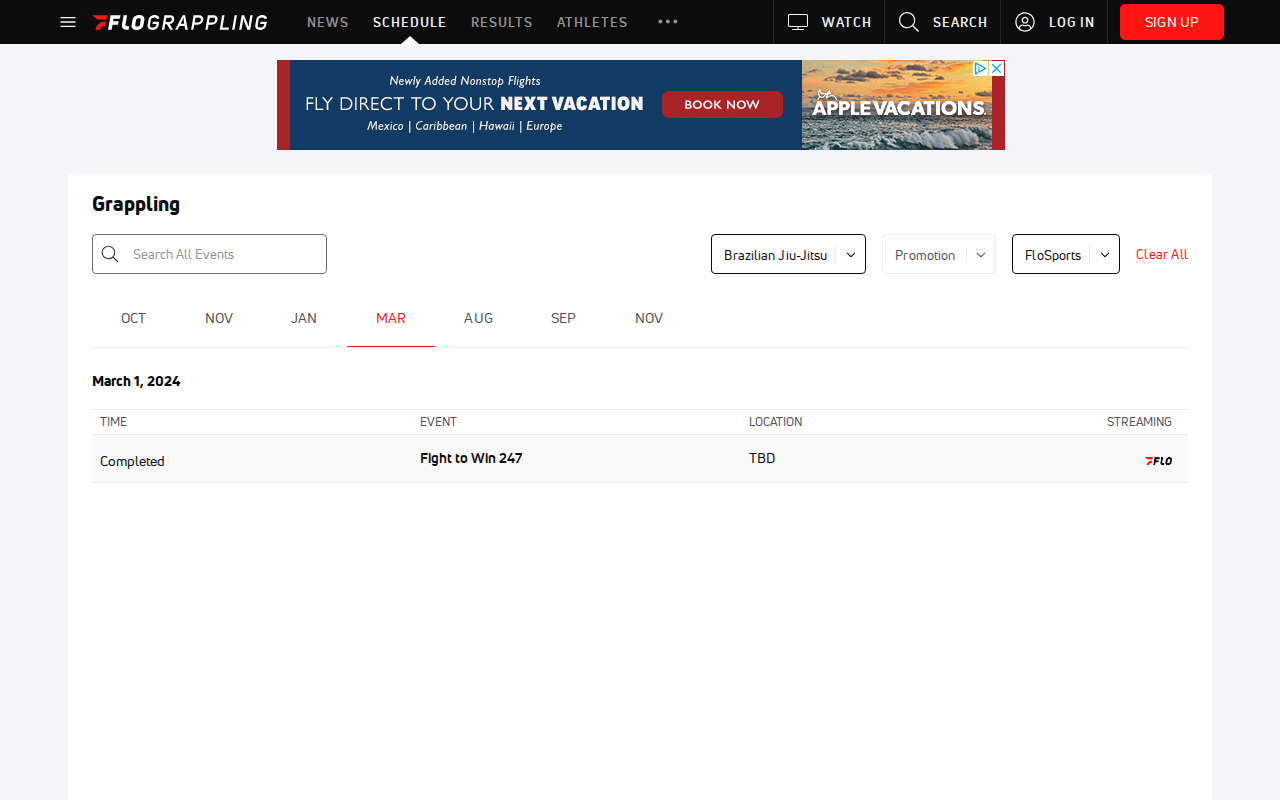 FLOGRAPPLING NEWS SCHEDULE RESULTS ATHLETES WATCH SEARCH LOG IN SIGN UP
Newly Added Nonstop Flights
FLY DIRECT TO YOUR NEXT VACATION
Mexico | Caribbean | Hawaii | Europe
BOOK NOW
APPLE VACATIONS
Grappling
Search All Events Brazilian Jiu-Jitsu Promotion FloSports Clear All
OCT NOV JAN MAR AUG SEP NOV
March 1, 2024
TIME EVENT LOCATION STREAMING
Completed Fight to Win 247 TBD FLO